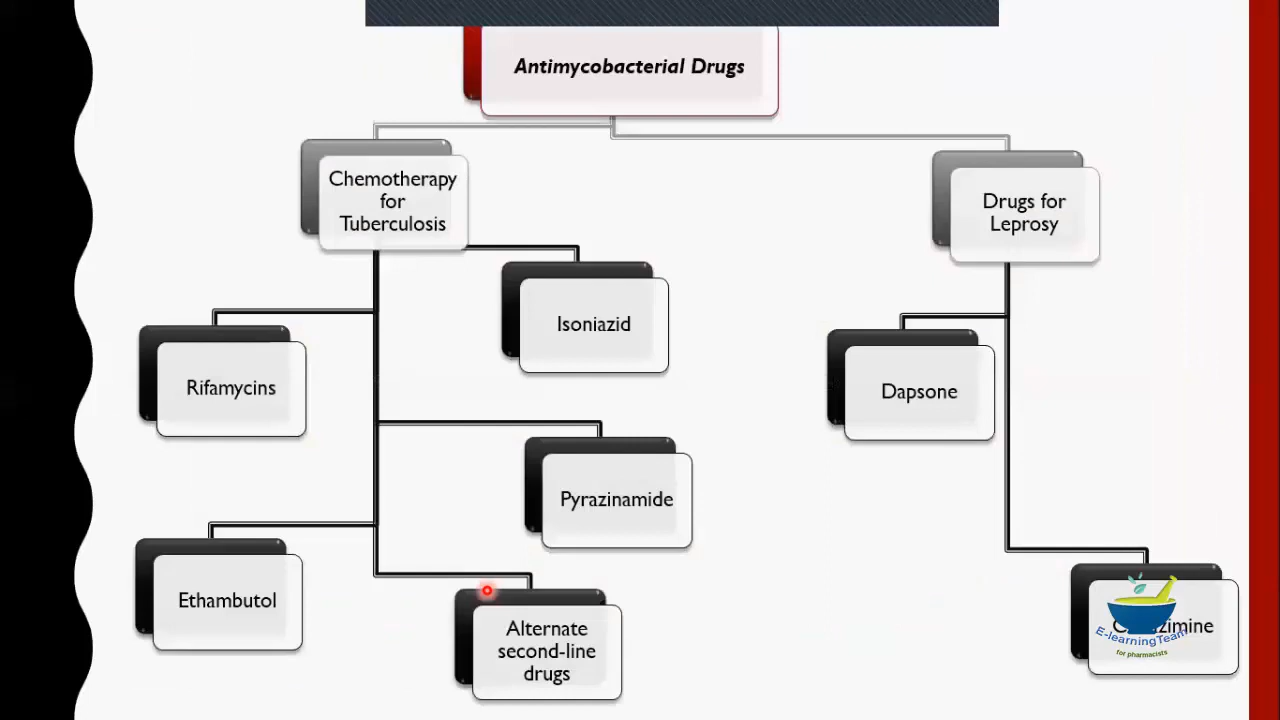 Antimycobacterial Drugs
Chemotherapy
for
Tuberculosis
Drugs for
Leprosy
Isoniazid
Rifamycins
Dapsone
Pyrazinamide
Ethambutol
Alternate
second-line
drugs
E-learningTeam
for pharmacists